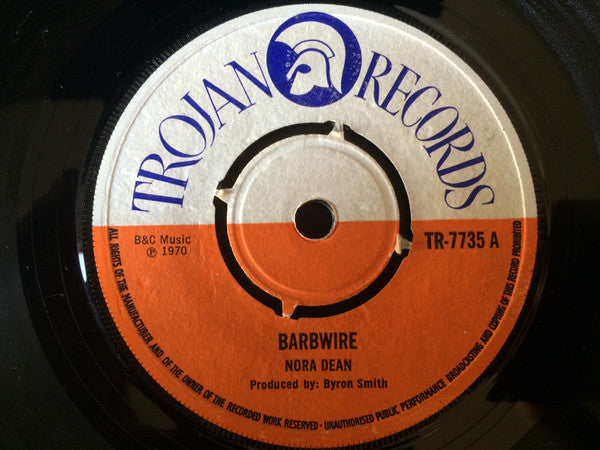 TROJAN RECORDS
B&C Music
℗ 1970
TR-7735 A
BARBWIRE
NORA DEAN
Produced by: Byron Smith
ALL RIGHTS OF THE MANUFACTURER AND OF THE OWNER OF THE RECORDED WORK RESERVED · UNAUTHORISED PUBLIC PERFORMANCE BROADCASTING AND COPYING OF THIS RECORD PROHIBITED